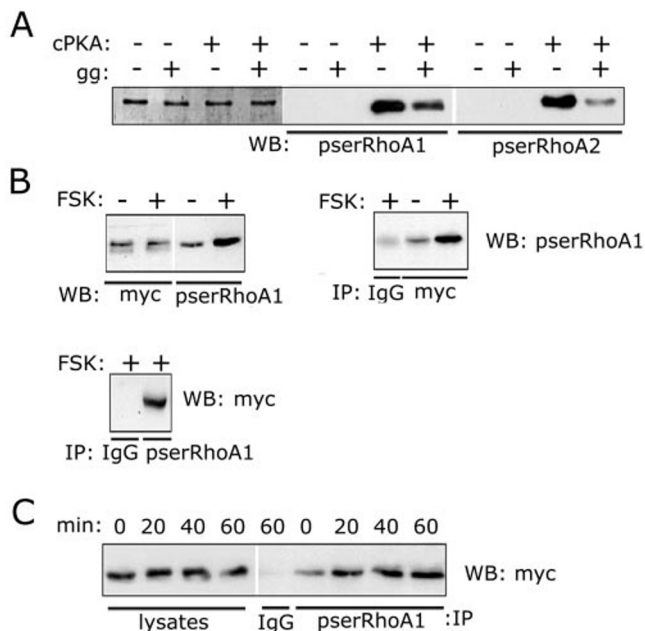 A
cPKA: - - + + - - + + - - + +
gg: - + - + - + - + - + - +
WB: pserRhoA1 pserRhoA2
B
FSK: - + - +
WB: myc pserRhoA1
FSK: + - +
WB: pserRhoA1
IP: IgG myc
FSK: + +
WB: myc
IP: IgG pserRhoA1
C
min: 0 20 40 60 60 0 20 40 60
WB: myc
lysates IgG pserRhoA1 :IP